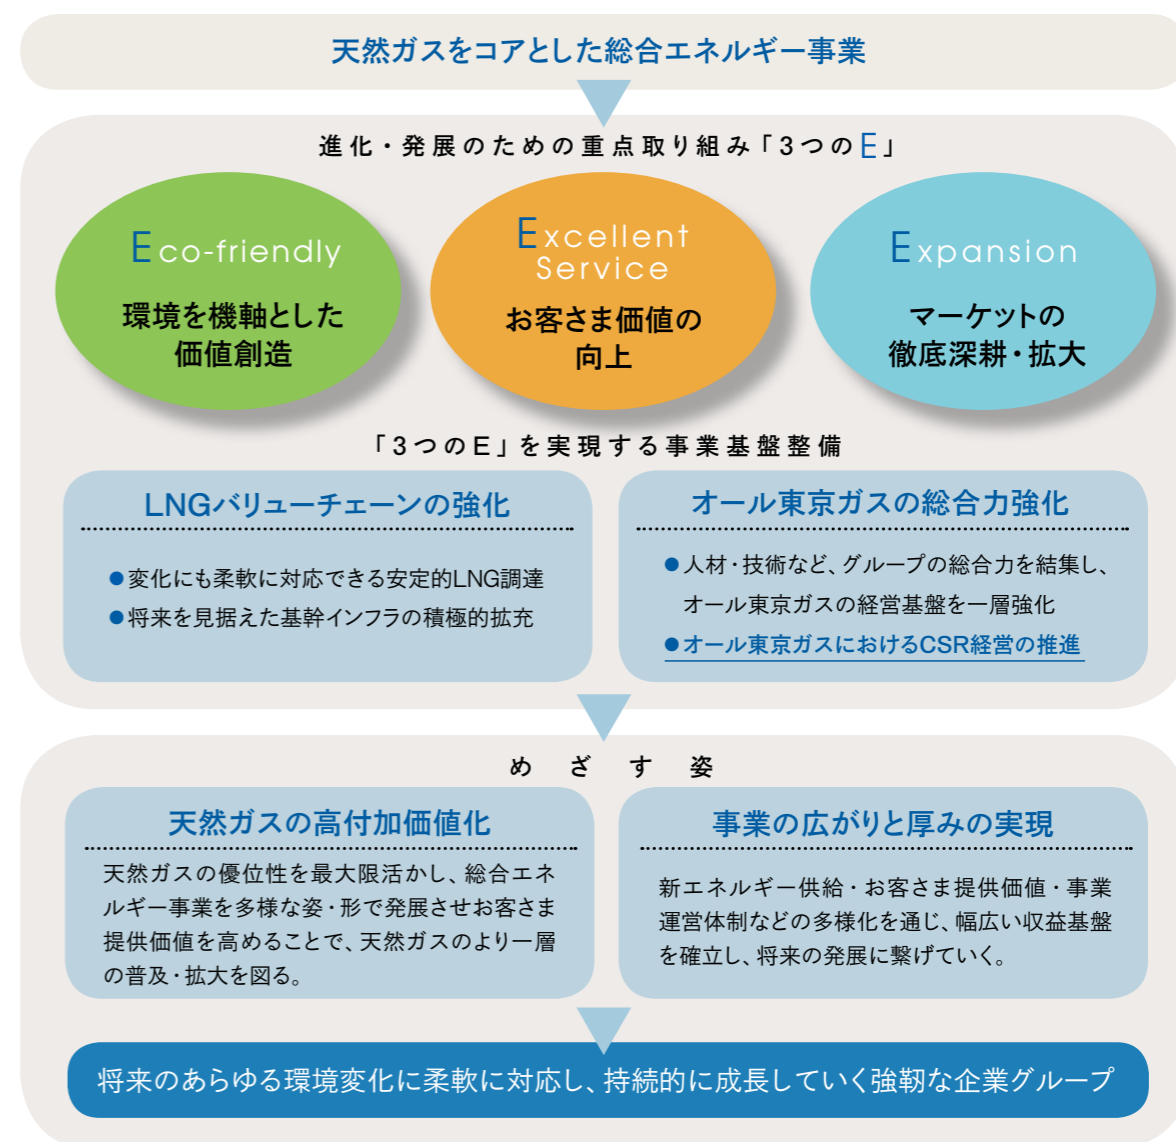 天然ガスをコアとした総合エネルギー事業
進化・発展のための重点取り組み「3つのE」
Eco-friendly
環境を機軸とした
価値創造
Excellent
Service
お客さま価値の
向上
Expansion
マーケットの
徹底深耕・拡大
「3つのE」を実現する事業基盤整備
LNGバリューチェーンの強化
●変化にも柔軟に対応できる安定的LNG調達
●将来を見据えた基幹インフラの積極的拡充
オール東京ガスの総合力強化
●人材・技術など、グループの総合力を結集し、
オール東京ガスの経営基盤を一層強化
●オール東京ガスにおけるCSR経営の推進
めざす姿
天然ガスの高付加価値化
天然ガスの優位性を最大限活かし、総合エネ
ルギー事業を多様な姿・形で発展させお客さま
提供価値を高めることで、天然ガスのより一層
の普及・拡大を図る。
事業の広がりと厚みの実現
新エネルギー供給・お客さま提供価値・事業
運営体制などの多様化を通じ、幅広い収益基盤
を確立し、将来の発展に繋げていく。
将来のあらゆる環境変化に柔軟に対応し、持続的に成長していく強靭な企業グループ